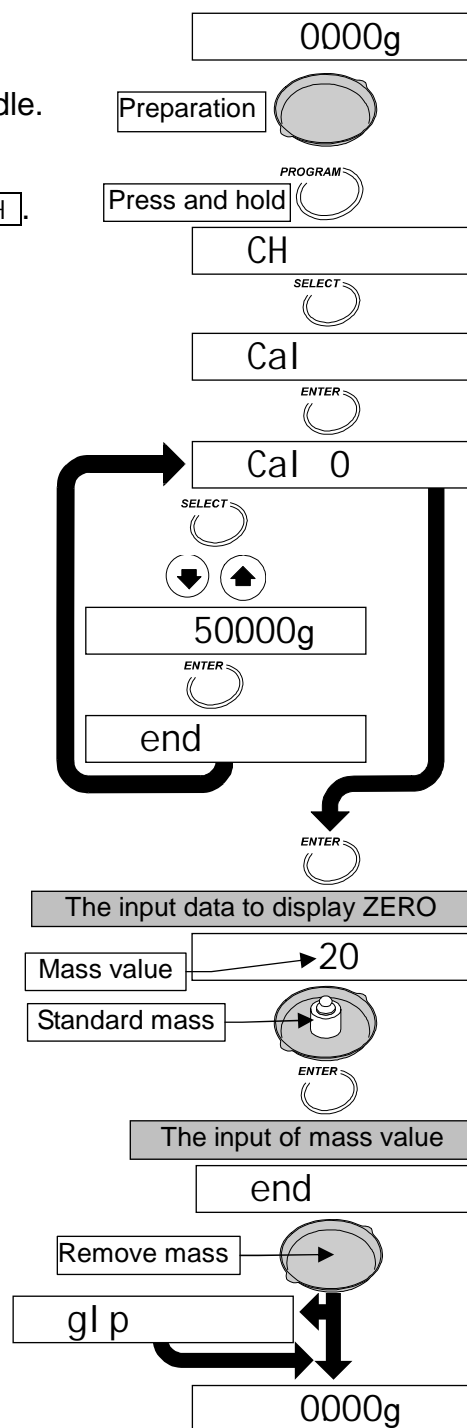 0000g
dle.
Preparation
PROGRAM
Press and hold
H .
CH
SELECT
Cal
ENTER
Cal 0
SELECT
50000g
ENTER
end
ENTER
The input data to display ZERO
20
Mass value
Standard mass
ENTER
The input of mass value
end
Remove mass
glp
0000g